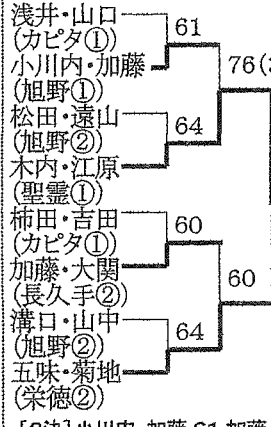 浅井・山口
(カピタ①)
61
小川内・加藤
(旭野①)
76(
松田・遠山
(旭野②)
64
木内・江原
(聖霊①)
柿田・吉田
(カピタ①)
60
加藤・大関
(長久手②)
60
溝口・山中
(旭野②)
64
五味・菊地
(栄徳②)